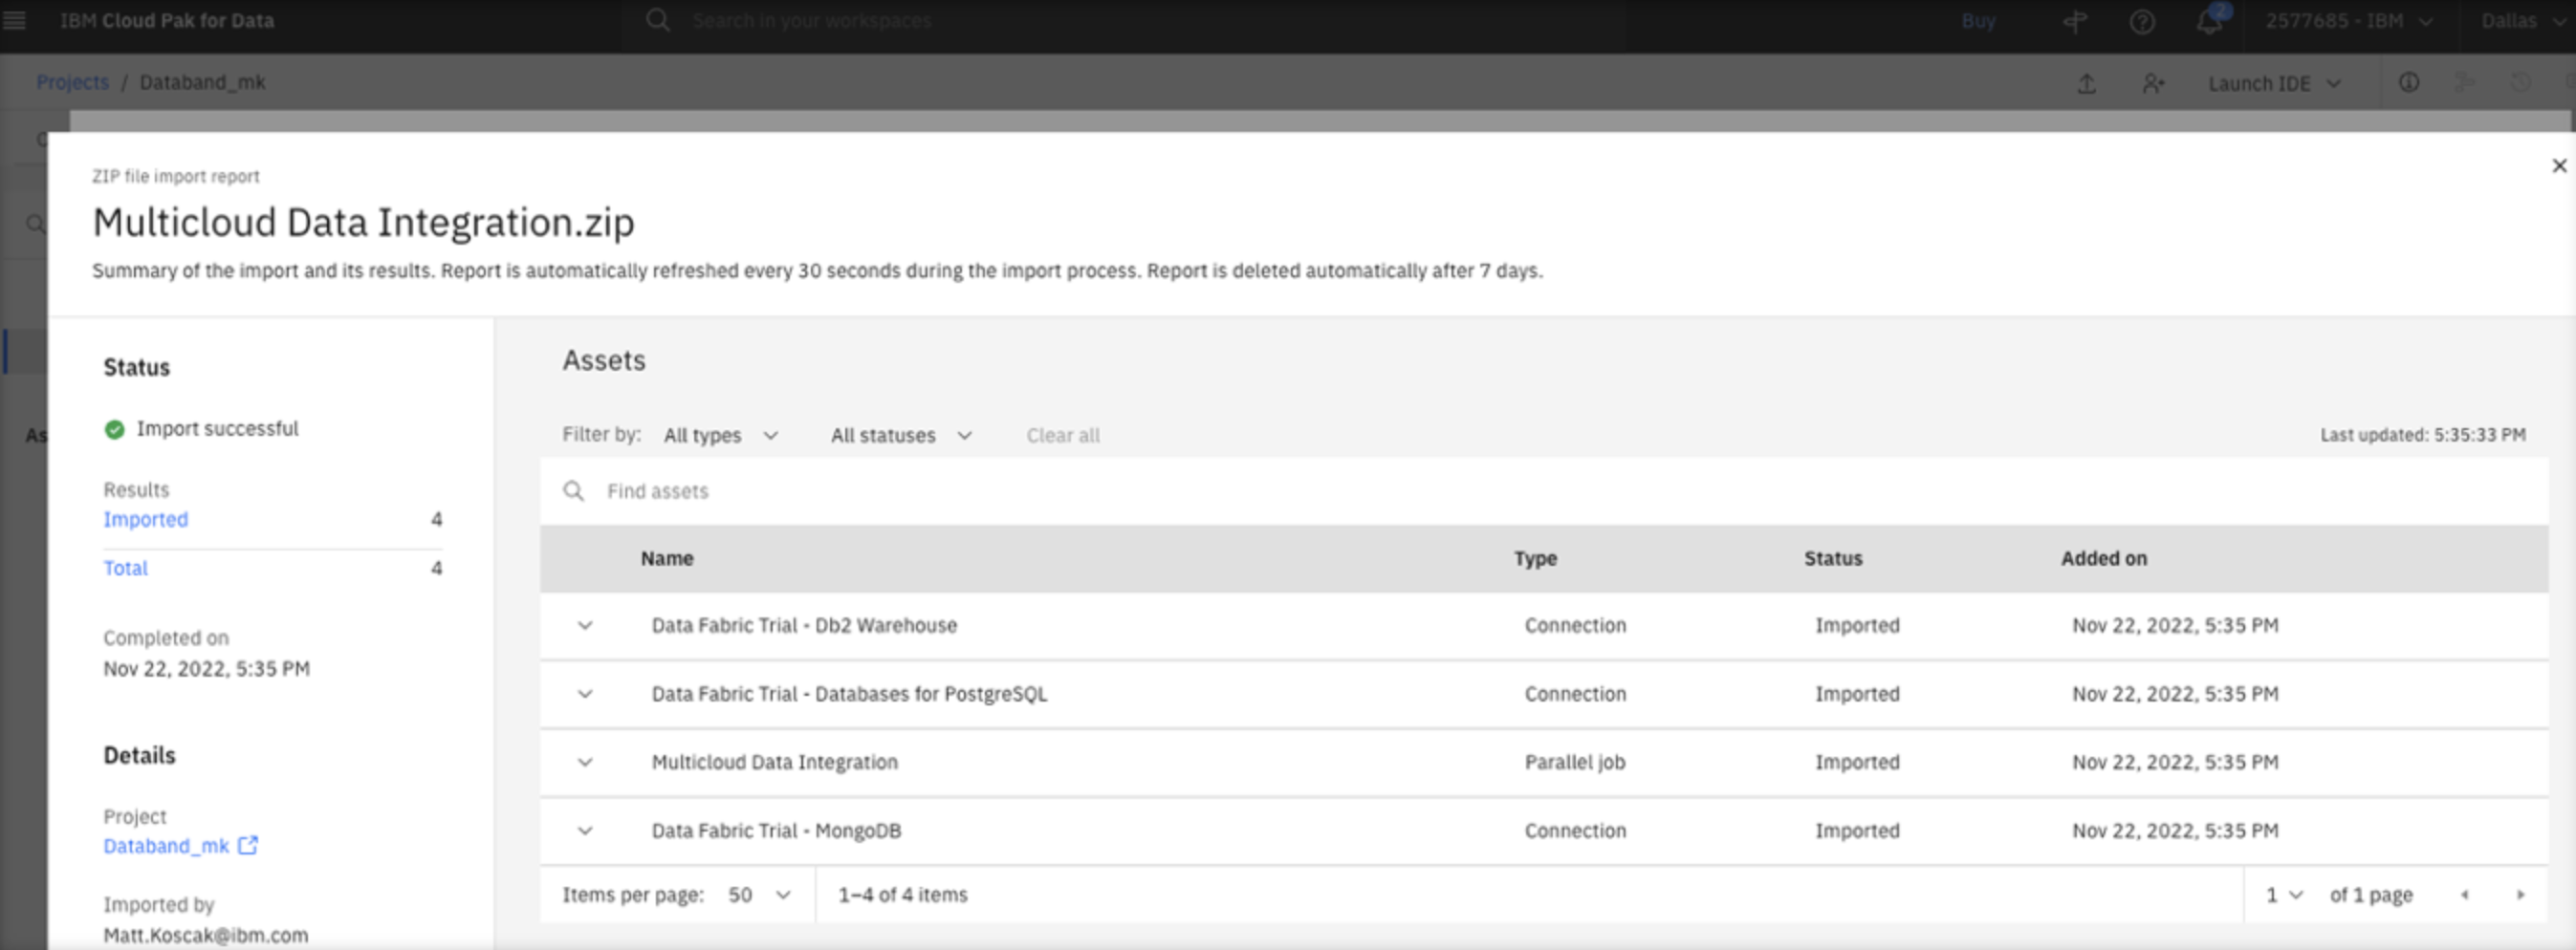 IBM Cloud Pak for Data
Search in your workspaces
Buy
2
2577685 - IBM
Dallas
Projects / Databand_mk
Launch IDE
ZIP file import report
Multicloud Data Integration.zip
Summary of the import and its results. Report is automatically refreshed every 30 seconds during the import process. Report is deleted automatically after 7 days.
Status
Import successful
Results
Imported 4
Total 4
Completed on
Nov 22, 2022, 5:35 PM
Details
Project
Databand_mk
Imported by
Matt.Koscak@ibm.com
As
Assets
Filter by: All types All statuses Clear all
Last updated: 5:35:33 PM
Find assets
Name Type Status Added on
Data Fabric Trial - Db2 Warehouse Connection Imported Nov 22, 2022, 5:35 PM
Data Fabric Trial - Databases for PostgreSQL Connection Imported Nov 22, 2022, 5:35 PM
Multicloud Data Integration Parallel job Imported Nov 22, 2022, 5:35 PM
Data Fabric Trial - MongoDB Connection Imported Nov 22, 2022, 5:35 PM
Items per page: 50 1–4 of 4 items 1 of 1 page